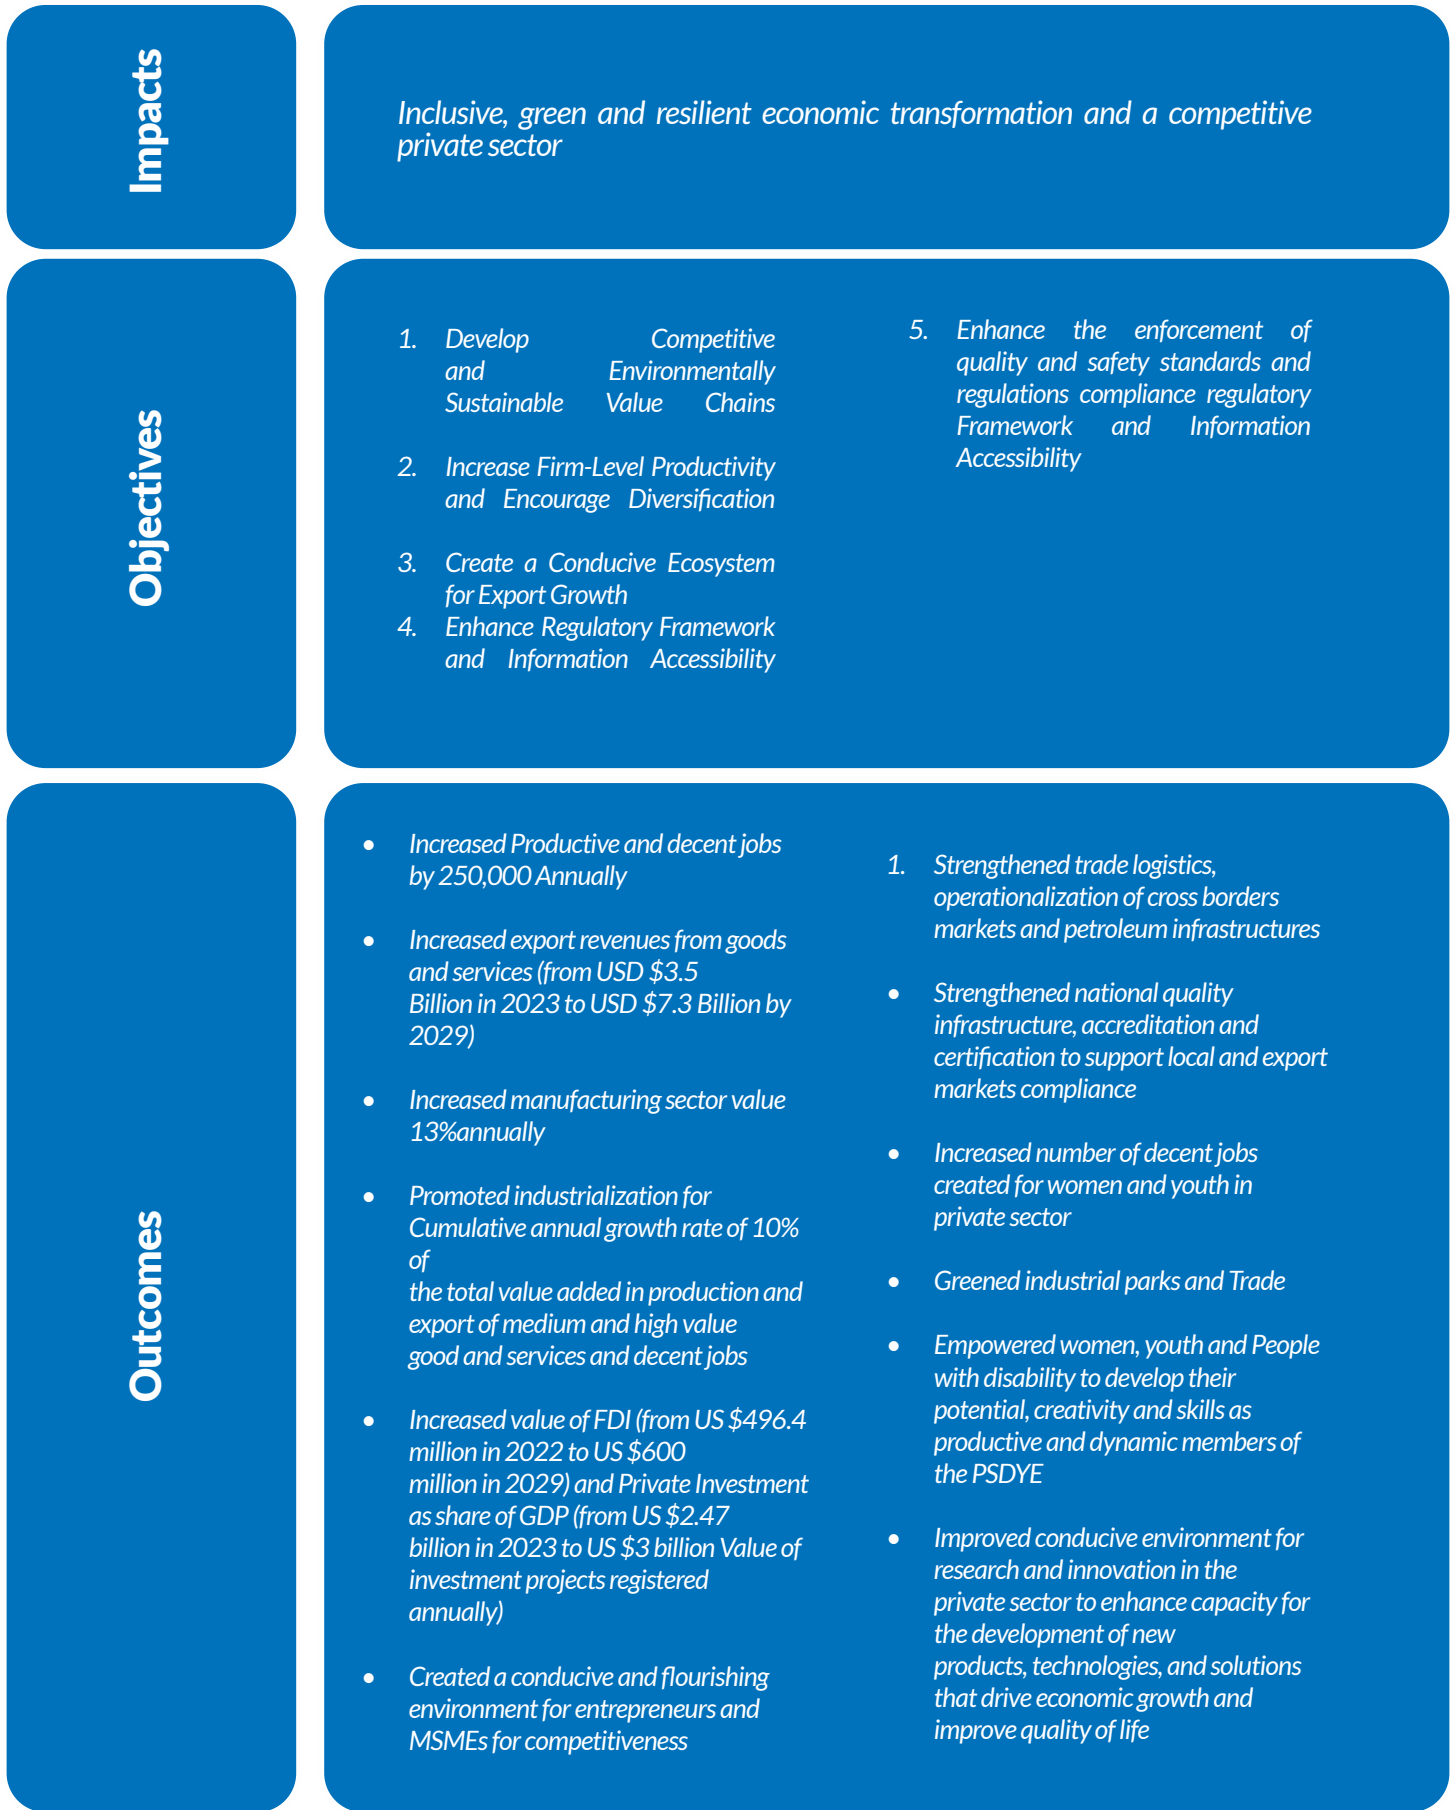 Impacts
Inclusive, green and resilient economic transformation and a competitive
private sector
Objectives
1. Develop Competitive
and Environmentally
Sustainable Value Chains
2. Increase Firm-Level Productivity
and Encourage Diversification
3. Create a Conducive Ecosystem
for Export Growth
4. Enhance Regulatory Framework
and Information Accessibility
5. Enhance the enforcement of
quality and safety standards and
regulations compliance regulatory
Framework and Information
Accessibility
Outcomes
• Increased Productive and decent jobs
by 250,000 Annually
• Increased export revenues from goods
and services (from USD $3.5
Billion in 2023 to USD $7.3 Billion by
2029)
• Increased manufacturing sector value
13%annually
• Promoted industrialization for
Cumulative annual growth rate of 10%
of
the total value added in production and
export of medium and high value
good and services and decent jobs
• Increased value of FDI (from US $496.4
million in 2022 to US $600
million in 2029) and Private Investment
as share of GDP (from US $2.47
billion in 2023 to US $3 billion Value of
investment projects registered
annually)
• Created a conducive and flourishing
environment for entrepreneurs and
MSMEs for competitiveness
1. Strengthened trade logistics,
operationalization of cross borders
markets and petroleum infrastructures
• Strengthened national quality
infrastructure, accreditation and
certification to support local and export
markets compliance
• Increased number of decent jobs
created for women and youth in
private sector
• Greened industrial parks and Trade
• Empowered women, youth and People
with disability to develop their
potential, creativity and skills as
productive and dynamic members of
the PSDYE
• Improved conducive environment for
research and innovation in the
private sector to enhance capacity for
the development of new
products, technologies, and solutions
that drive economic growth and
improve quality of life